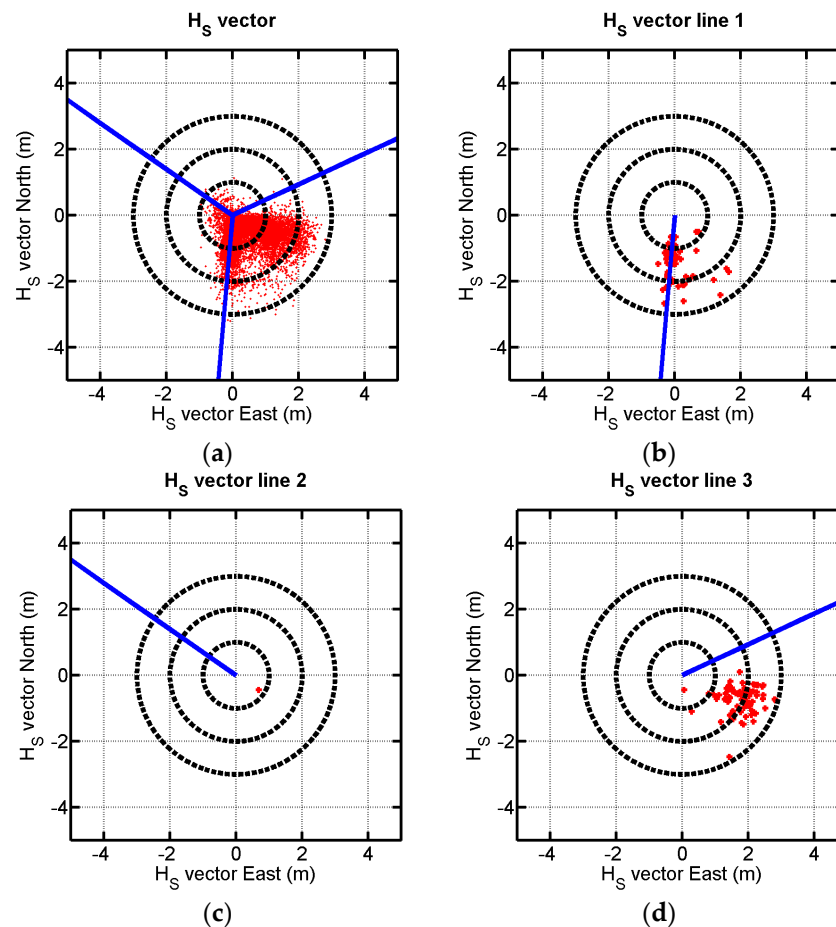 H_S vector
H_S vector line 1
4
2
0
-2
-4
H_S vector North (m)
-4 -2 0 2 4
H_S vector East (m)
4
2
0
-2
-4
H_S vector North (m)
-4 -2 0 2 4
H_S vector East (m)
(a)
(b)
H_S vector line 2
H_S vector line 3
4
2
0
-2
-4
H_S vector North (m)
-4 -2 0 2 4
H_S vector East (m)
4
2
0
-2
-4
H_S vector North (m)
-4 -2 0 2 4
H_S vector East (m)
(c)
(d)